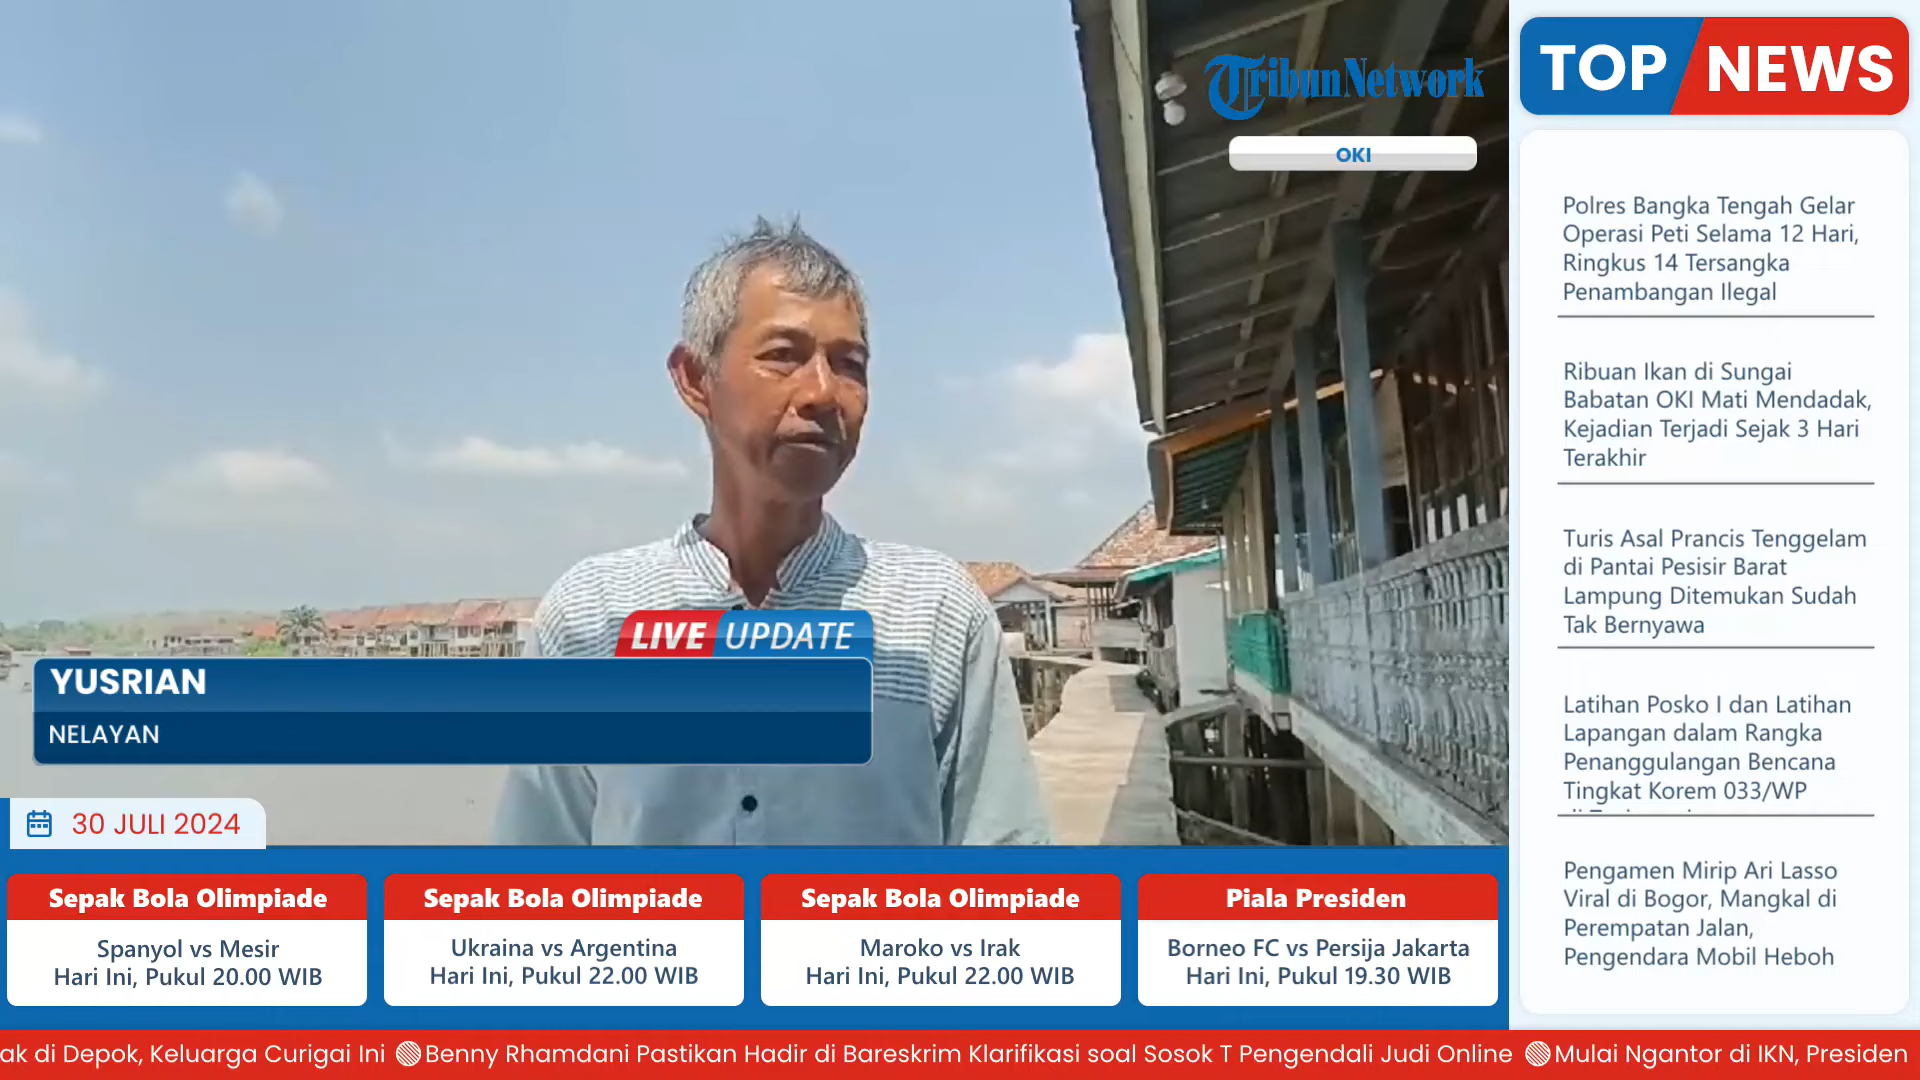 TribunNetwork
OKI
LIVE UPDATE
YUSRIAN
NELAYAN
30 JULI 2024
Sepak Bola Olimpiade
Spanyol vs Mesir
Hari Ini, Pukul 20.00 WIB
Sepak Bola Olimpiade
Ukraina vs Argentina
Hari Ini, Pukul 22.00 WIB
Sepak Bola Olimpiade
Maroko vs Irak
Hari Ini, Pukul 22.00 WIB
Piala Presiden
Borneo FC vs Persija Jakarta
Hari Ini, Pukul 19.30 WIB
TOP NEWS
Polres Bangka Tengah Gelar
Operasi Peti Selama 12 Hari,
Ringkus 14 Tersangka
Penambangan Ilegal
Ribuan Ikan di Sungai
Babatan OKI Mati Mendadak,
Kejadian Terjadi Sejak 3 Hari
Terakhir
Turis Asal Prancis Tenggelam
di Pantai Pesisir Barat
Lampung Ditemukan Sudah
Tak Bernyawa
Latihan Posko I dan Latihan
Lapangan dalam Rangka
Penanggulangan Bencana
Tingkat Korem 033/WP
Pengamen Mirip Ari Lasso
Viral di Bogor, Mangkal di
Perempatan Jalan,
Pengendara Mobil Heboh
ak di Depok, Keluarga Curigai Ini Benny Rhamdani Pastikan Hadir di Bareskrim Klarifikasi soal Sosok T Pengendali Judi Online Mulai Ngantor di IKN, Presiden